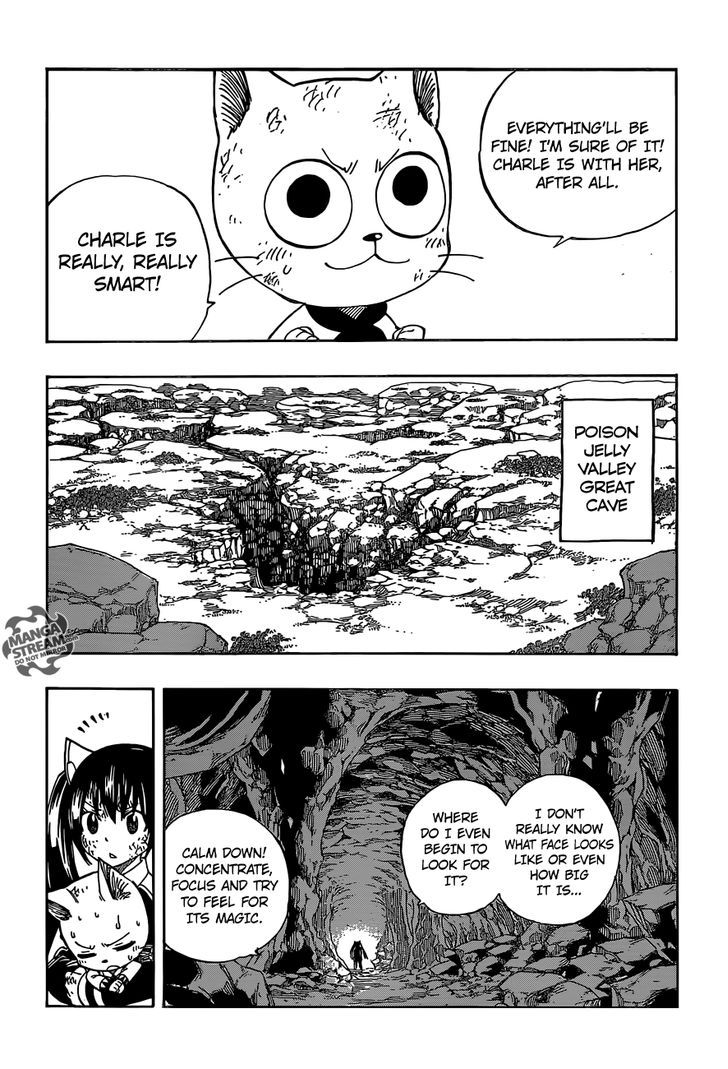 EVERYTHING'LL BE
FINE! I'M SURE OF IT!
CHARLE IS WITH HER,
AFTER ALL.
CHARLE IS
REALLY, REALLY
SMART!
POISON
JELLY
VALLEY
GREAT
CAVE
MANGA
STREAM
DO NOT MIRROR
I DON'T
REALLY KNOW
WHAT FACE LOOKS
LIKE OR EVEN
HOW BIG
IT IS...
WHERE
DO I EVEN
BEGIN TO
LOOK FOR
IT?
CALM DOWN!
CONCENTRATE,
FOCUS AND TRY
TO FEEL FOR
ITS MAGIC.